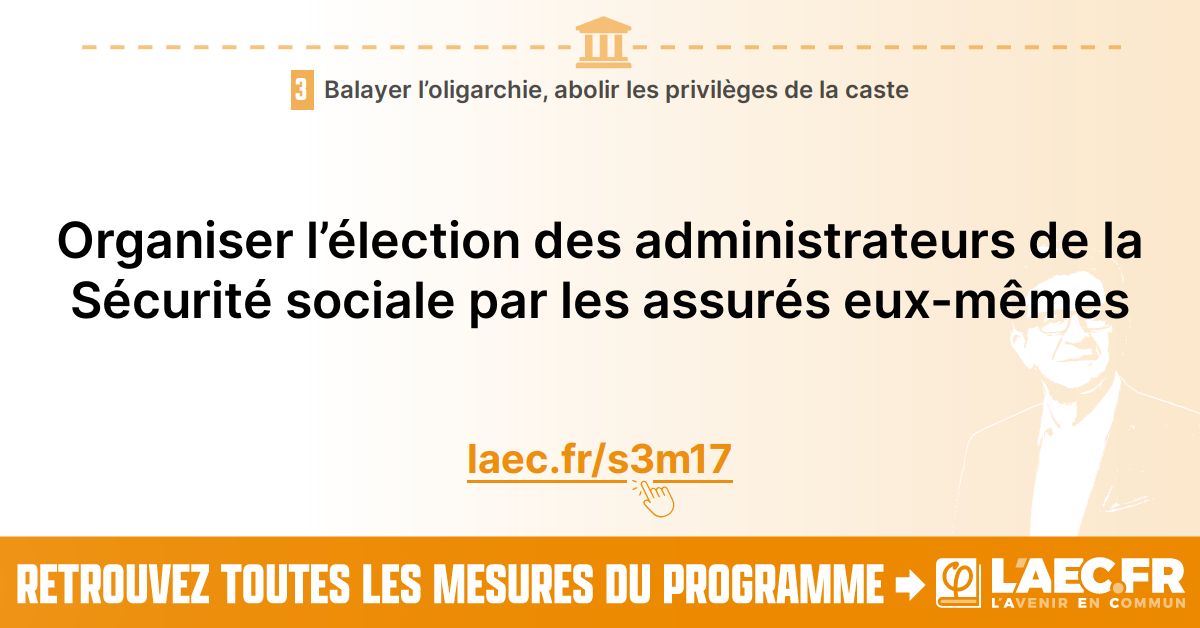 3 Balayer l’oligarchie, abolir les privilèges de la caste
Organiser l’élection des administrateurs de la
Sécurité sociale par les assurés eux-mêmes
laec.fr/s3m17
RETROUVEZ TOUTES LES MESURES DU PROGRAMME
φ L'AEC.FR
L'AVENIR EN COMMUN